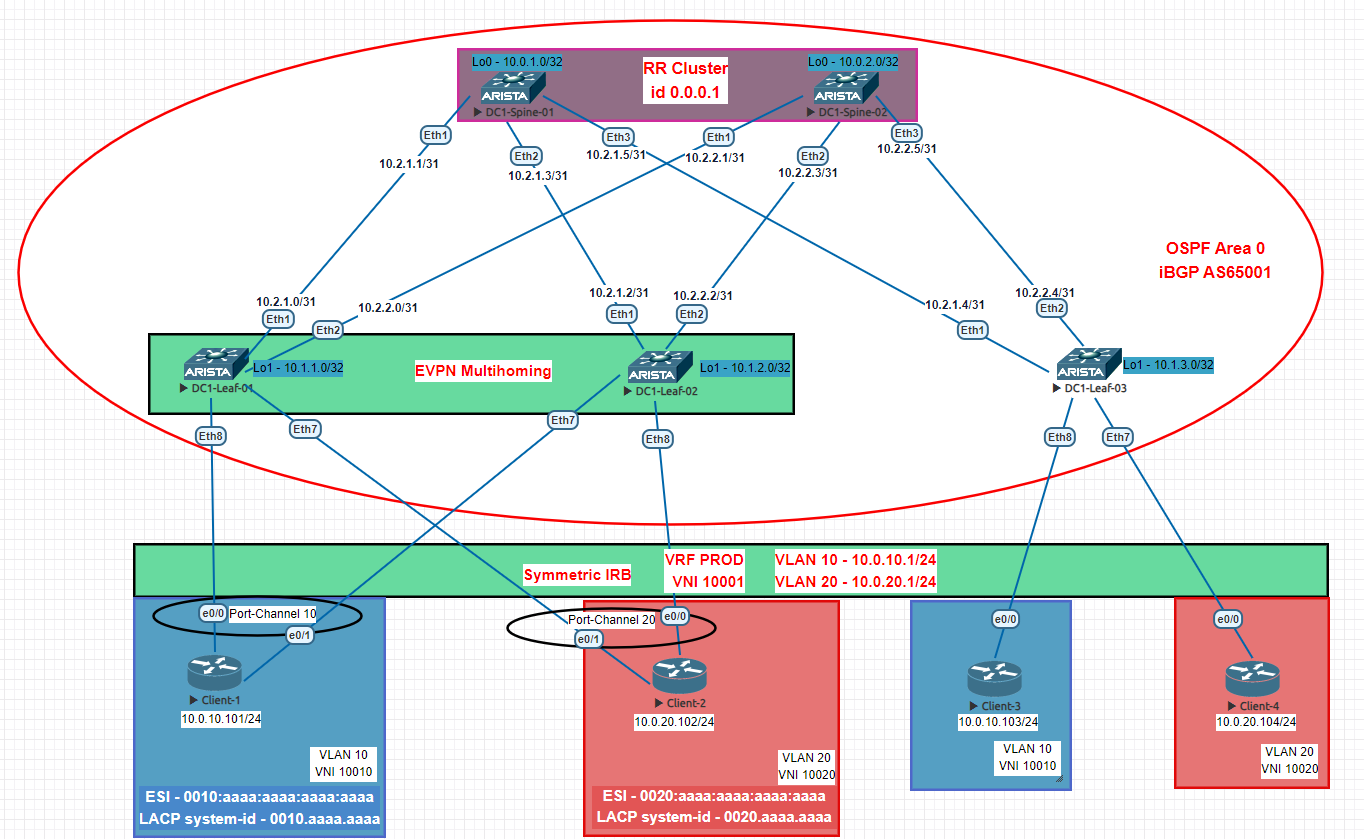 Lo0 - 10.0.1.0/32
RR Cluster
id 0.0.0.1
Lo0 - 10.0.2.0/32
ARISTA
DC1-Spine-01
ARISTA
DC1-Spine-02
Eth1
10.2.1.1/31
Eth2
10.2.1.3/31
Eth3
10.2.1.5/31
Eth1
10.2.2.1/31
Eth2
10.2.2.3/31
Eth3
10.2.2.5/31
OSPF Area 0
iBGP AS65001
10.2.1.0/31
Eth1
10.2.2.0/31
Eth2
10.2.1.2/31
Eth1
10.2.2.2/31
Eth2
10.2.1.4/31
Eth1
10.2.2.4/31
Eth2
ARISTA
DC1-Leaf-01
Lo1 - 10.1.1.0/32
EVPN Multihoming
ARISTA
DC1-Leaf-02
Lo1 - 10.1.2.0/32
ARISTA
DC1-Leaf-03
Lo1 - 10.1.3.0/32
Eth8
Eth7
Eth7
Eth8
Eth8
Eth7
Symmetric IRB
VRF PROD
VNI 10001
VLAN 10 - 10.0.10.1/24
VLAN 20 - 10.0.20.1/24
e0/0
Port-Channel 10
e0/1
Client-1
10.0.10.101/24
VLAN 10
VNI 10010
ESI - 0010:aaaa:aaaa:aaaa:aaaa
LACP system-id - 0010.aaaa.aaaa
Port-Channel 20
e0/0
e0/1
Client-2
10.0.20.102/24
VLAN 20
VNI 10020
ESI - 0020:aaaa:aaaa:aaaa:aaaa
LACP system-id - 0020.aaaa.aaaa
e0/0
Client-3
10.0.10.103/24
VLAN 10
VNI 10010
e0/0
Client-4
10.0.20.104/24
VLAN 20
VNI 10020